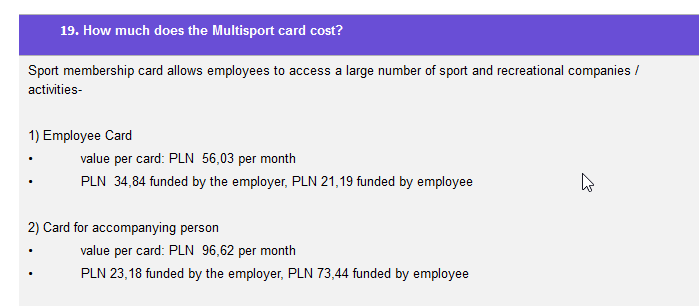 19. How much does the Multisport card cost?
Sport membership card allows employees to access a large number of sport and recreational companies /
activities-
1) Employee Card
• value per card: PLN  56,03 per month
• PLN  34,84 funded by the employer, PLN 21,19 funded by employee
2) Card for accompanying person
• value per card: PLN  96,62 per month
• PLN 23,18 funded by the employer, PLN 73,44 funded by employee